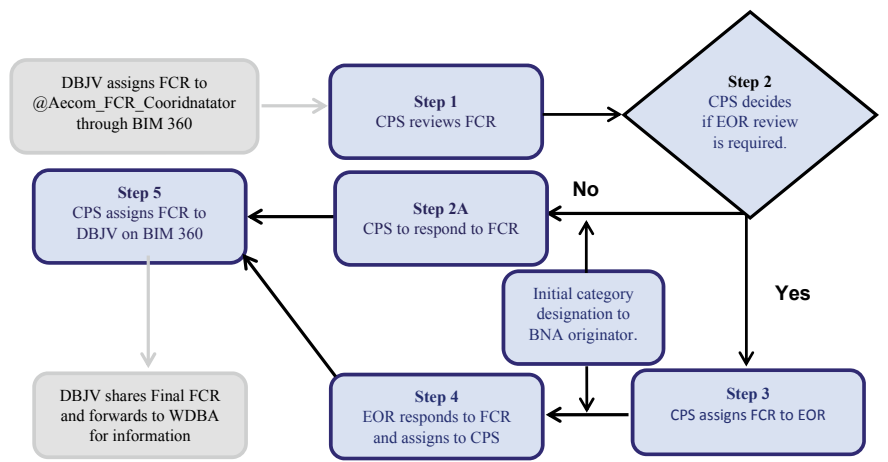 DBJV assigns FCR to
@Aecom_FCR_Cooridnatator
through BIM 360
Step 1
CPS reviews FCR
Step 2
CPS decides
if EOR review
is required.
Step 5
CPS assigns FCR to
DBJV on BIM 360
Step 2A
CPS to respond to FCR
No
Initial category
designation to
BNA originator.
Yes
DBJV shares Final FCR
and forwards to WDBA
for information
Step 4
EOR responds to FCR
and assigns to CPS
Step 3
CPS assigns FCR to EOR